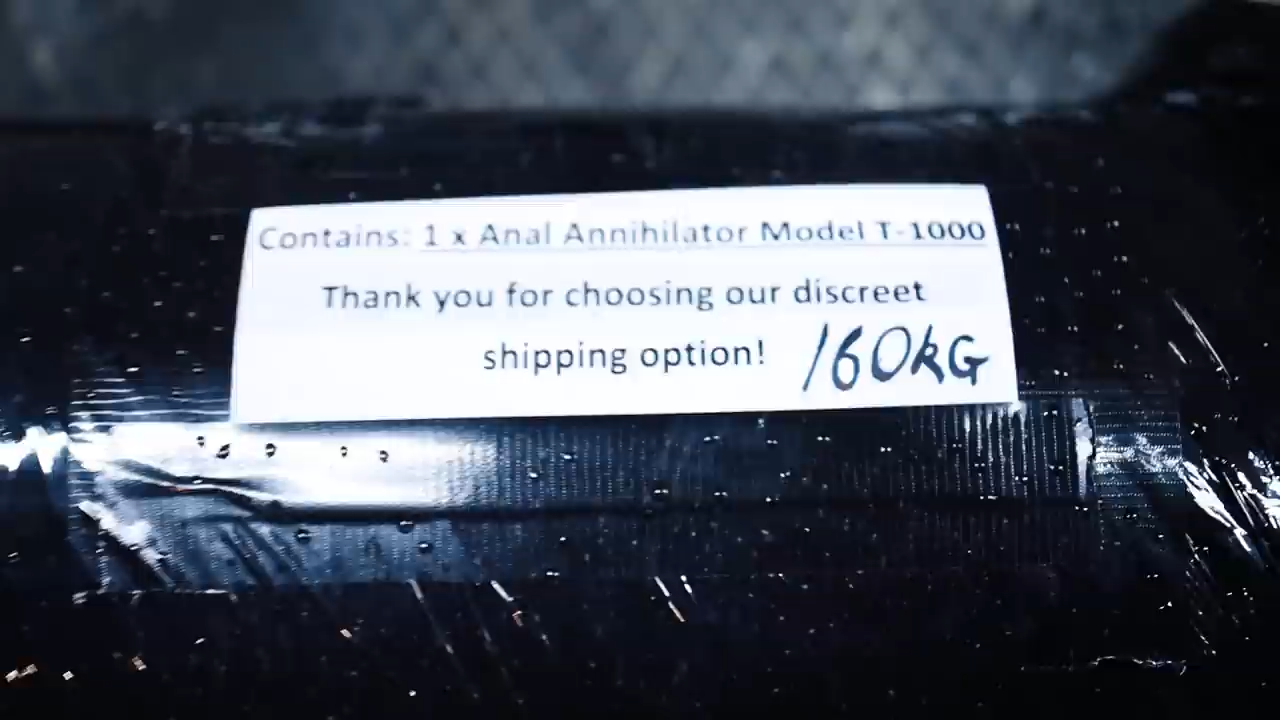 Contains: 1 x Anal Annihilator Model T-1000
Thank you for choosing our discreet
shipping option! 160KG